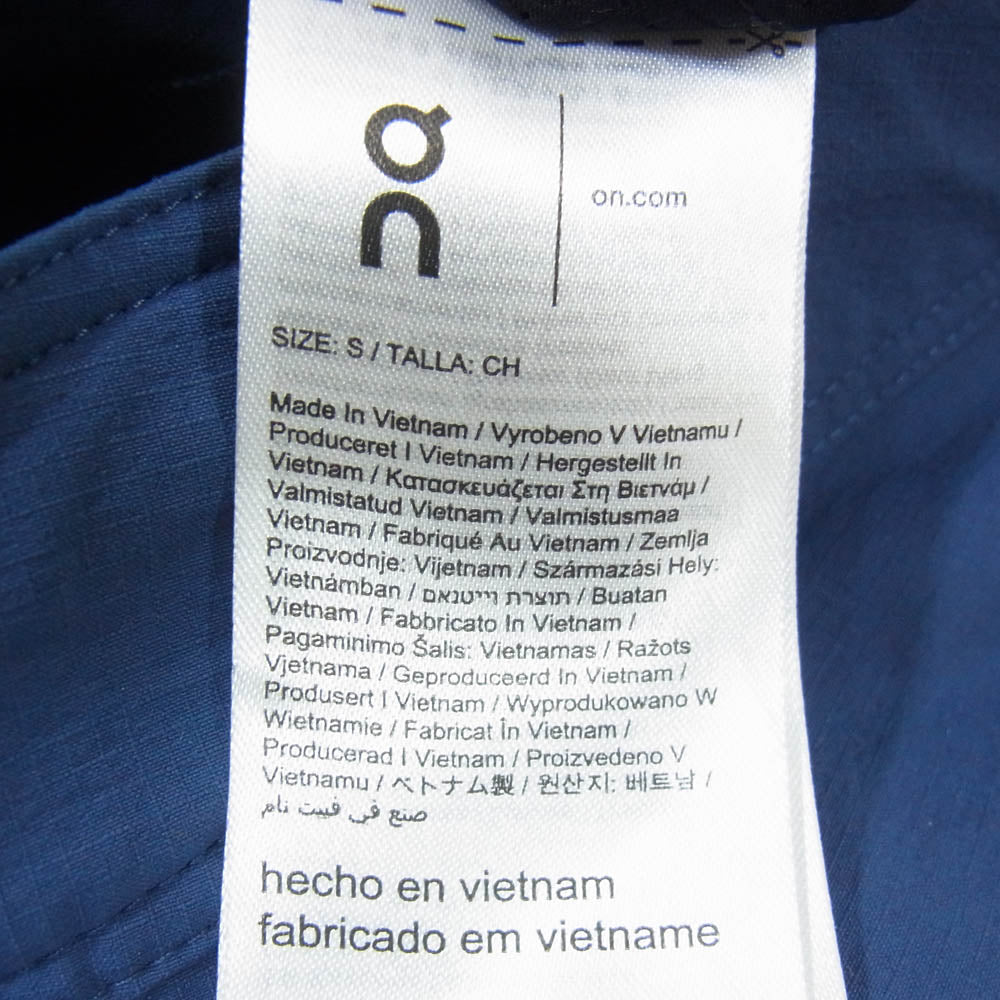 on
on.com
SIZE: S / TALLA: CH
Made In Vietnam / Vyrobeno V Vietnamu /
Produceret I Vietnam / Hergestellt In
Vietnam / Κατασκευάζεται Στη Βιετνάμ /
Valmistatud Vietnam / Valmistusmaa
Vietnam / Fabriqué Au Vietnam / Zemlja
Proizvodnje: Vijetnam / Származási Hely:
Vietnámban / תוצרת וייטנאם / Buatan
Vietnam / Fabbricato In Vietnam /
Pagaminimo Šalis: Vietnamas / Ražots
Vjetnama / Geproduceerd In Vietnam /
Produsert I Vietnam / Wyprodukowano W
Wietnamie / Fabricat În Vietnam /
Producerad I Vietnam / Proizvedeno V
Vietnamu / ベトナム製 / 원산지: 베트남 /
صنع في فييت نام
hecho en vietnam
fabricado em vietname